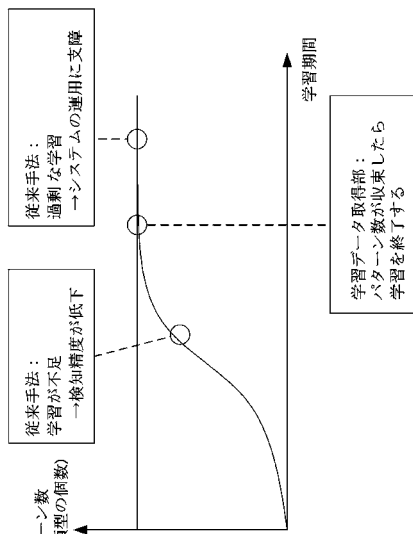 従来手法：
過剰な学習
→システムの運用に支障
従来手法：
学習が不足
→検知精度が低下
ーン数
型の個数)
学習期間
学習データ取得部：
パターン数が収束したら
学習を終了する